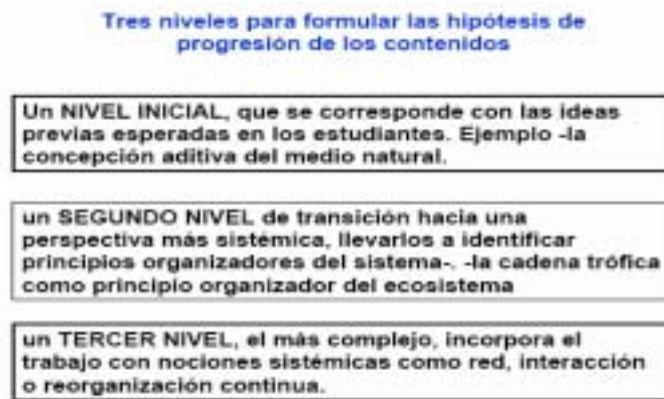 Tres niveles para formular las hipótesis de
progresión de los contenidos
Un NIVEL INICIAL, que se corresponde con las ideas
previas esperadas en los estudiantes. Ejemplo -la
concepción aditiva del medio natural.
un SEGUNDO NIVEL de transición hacia una
perspectiva más sistémica, llevarlos a identificar
principios organizadores del sistema-. -la cadena trófica
como principio organizador del ecosistema
un TERCER NIVEL, el más complejo, incorpora el
trabajo con nociones sistémicas como red, interacción
o reorganización continua.